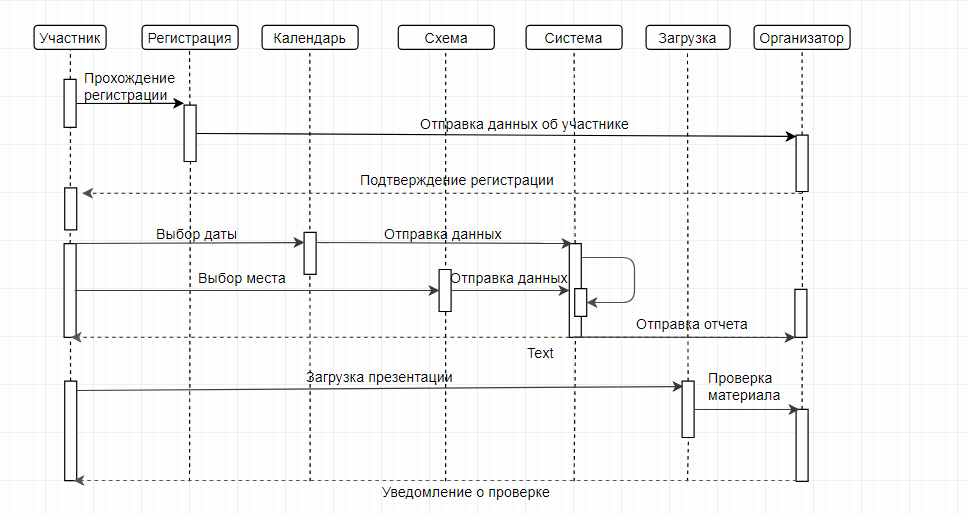 Участник
Регистрация
Календарь
Схема
Система
Загрузка
Организатор
Прохождение
регистрации
Отправка данных об участнике
Подтверждение регистрации
Выбор даты
Отправка данных
Выбор места
Отправка данных
Отправка отчета
Text
Загрузка презентации
Проверка
материала
Уведомление о проверке